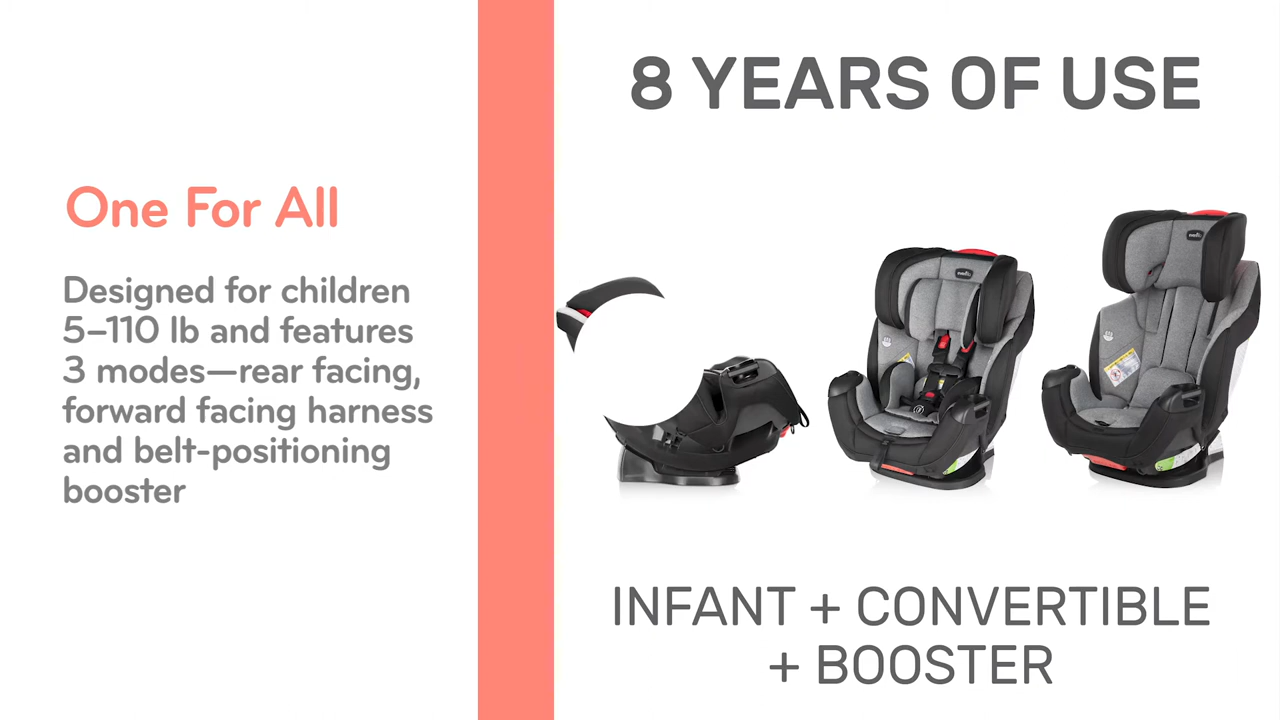 One For All
Designed for children
5–110 lb and features
3 modes—rear facing,
forward facing harness
and belt-positioning
booster
8 YEARS OF USE
INFANT + CONVERTIBLE
+ BOOSTER